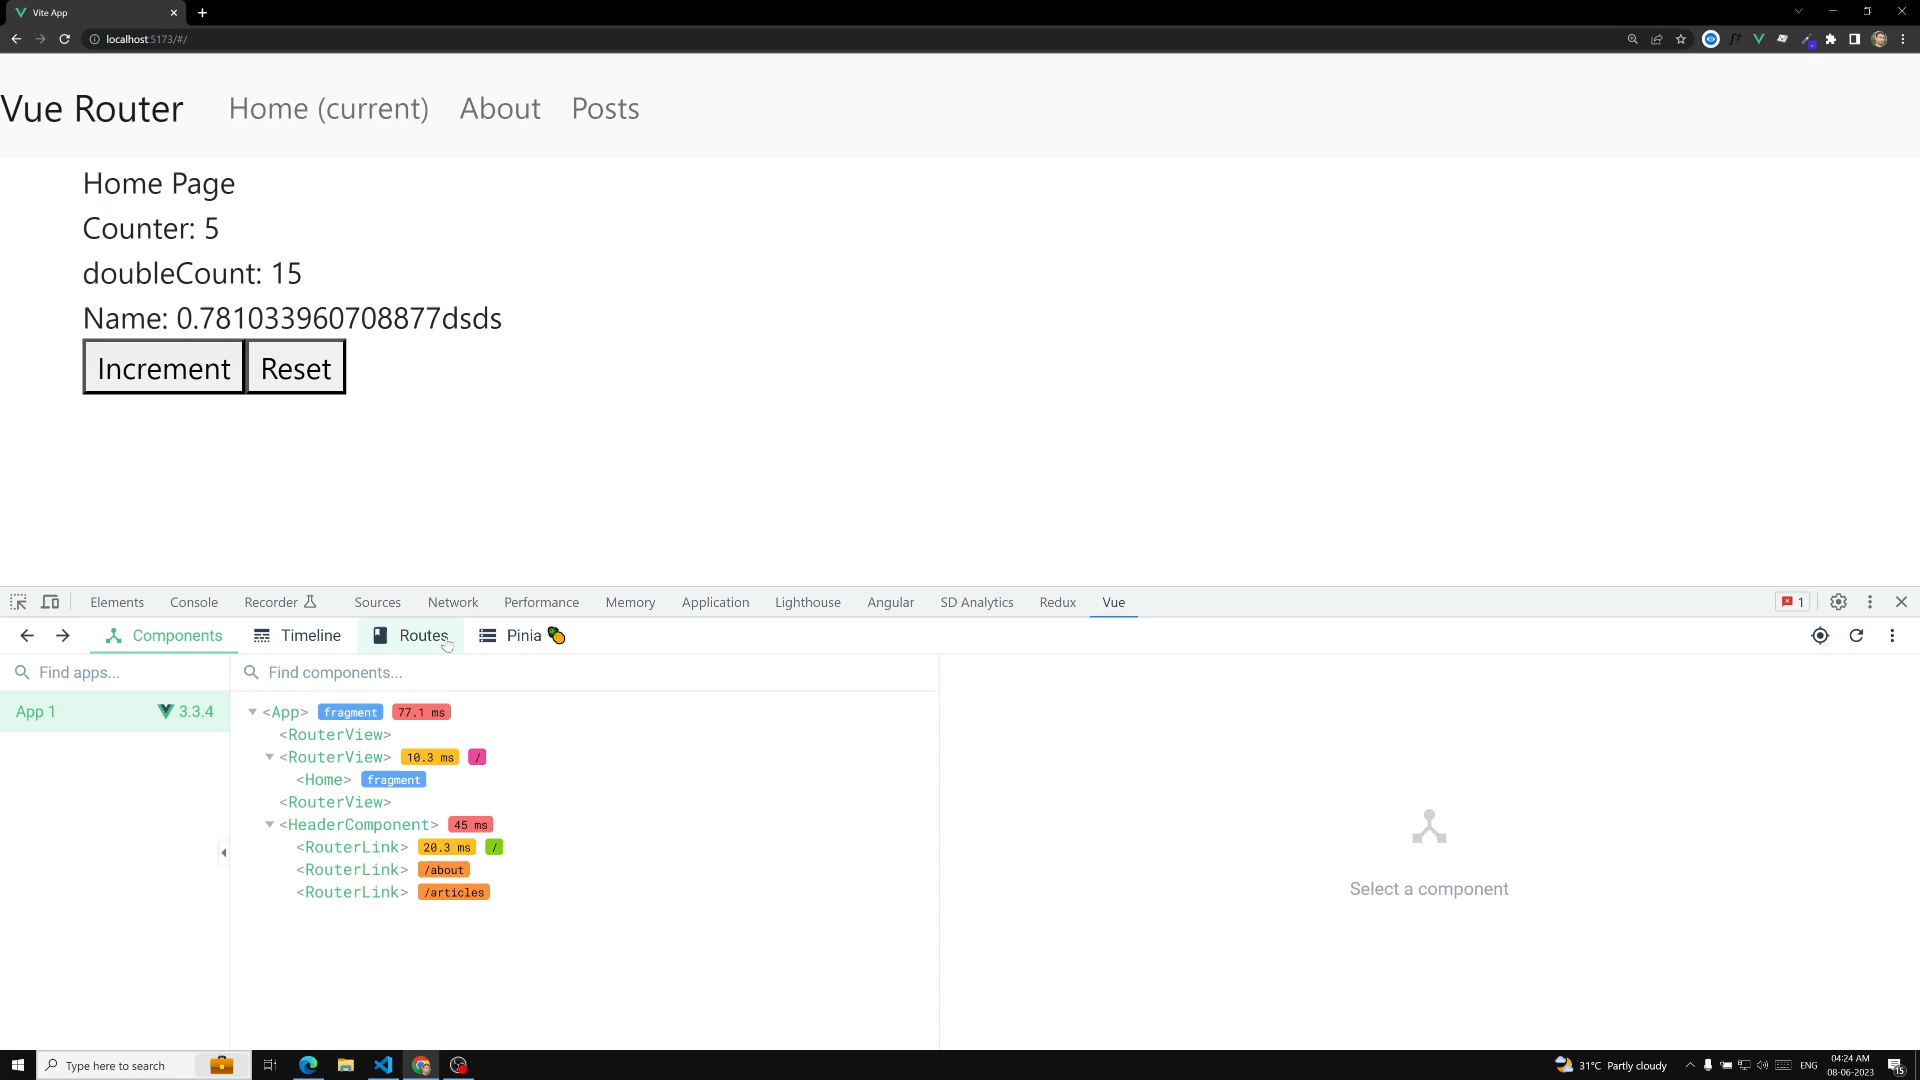 Vite App
localhost:5173/#/
Vue Router Home (current) About Posts
Home Page
Counter: 5
doubleCount: 15
Name: 0.781033960708877dsds
Increment Reset
Elements Console Recorder Sources Network Performance Memory Application Lighthouse Angular SD Analytics Redux Vue 1
Components Timeline Routes Pinia
Find apps... Find components...
App 1 3.3.4
<App> fragment 77.1 ms
<RouterView>
<RouterView> 10.3 ms /
<Home> fragment
<RouterView>
<HeaderComponent> 45 ms
<RouterLink> 20.3 ms /
<RouterLink> /about
<RouterLink> /articles
Select a component
Type here to search 31°C Partly cloudy ENG 04:24 AM
08-06-2023 15